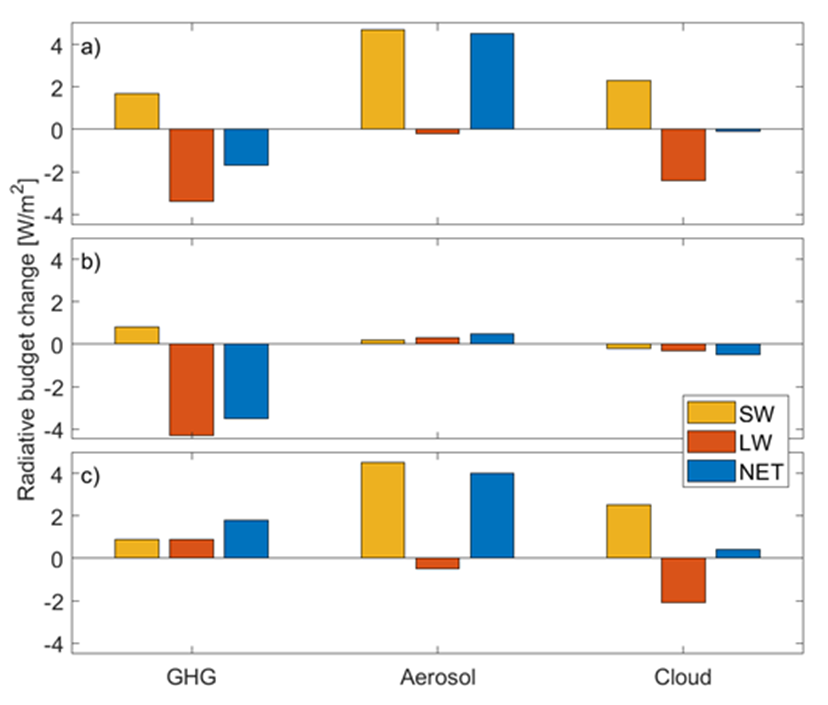 a)
4
2
0
-2
-4
b)
4
2
0
-2
-4
c)
4
2
0
-2
-4
Radiative budget change [W/m²]
SW
LW
NET
GHG Aerosol Cloud